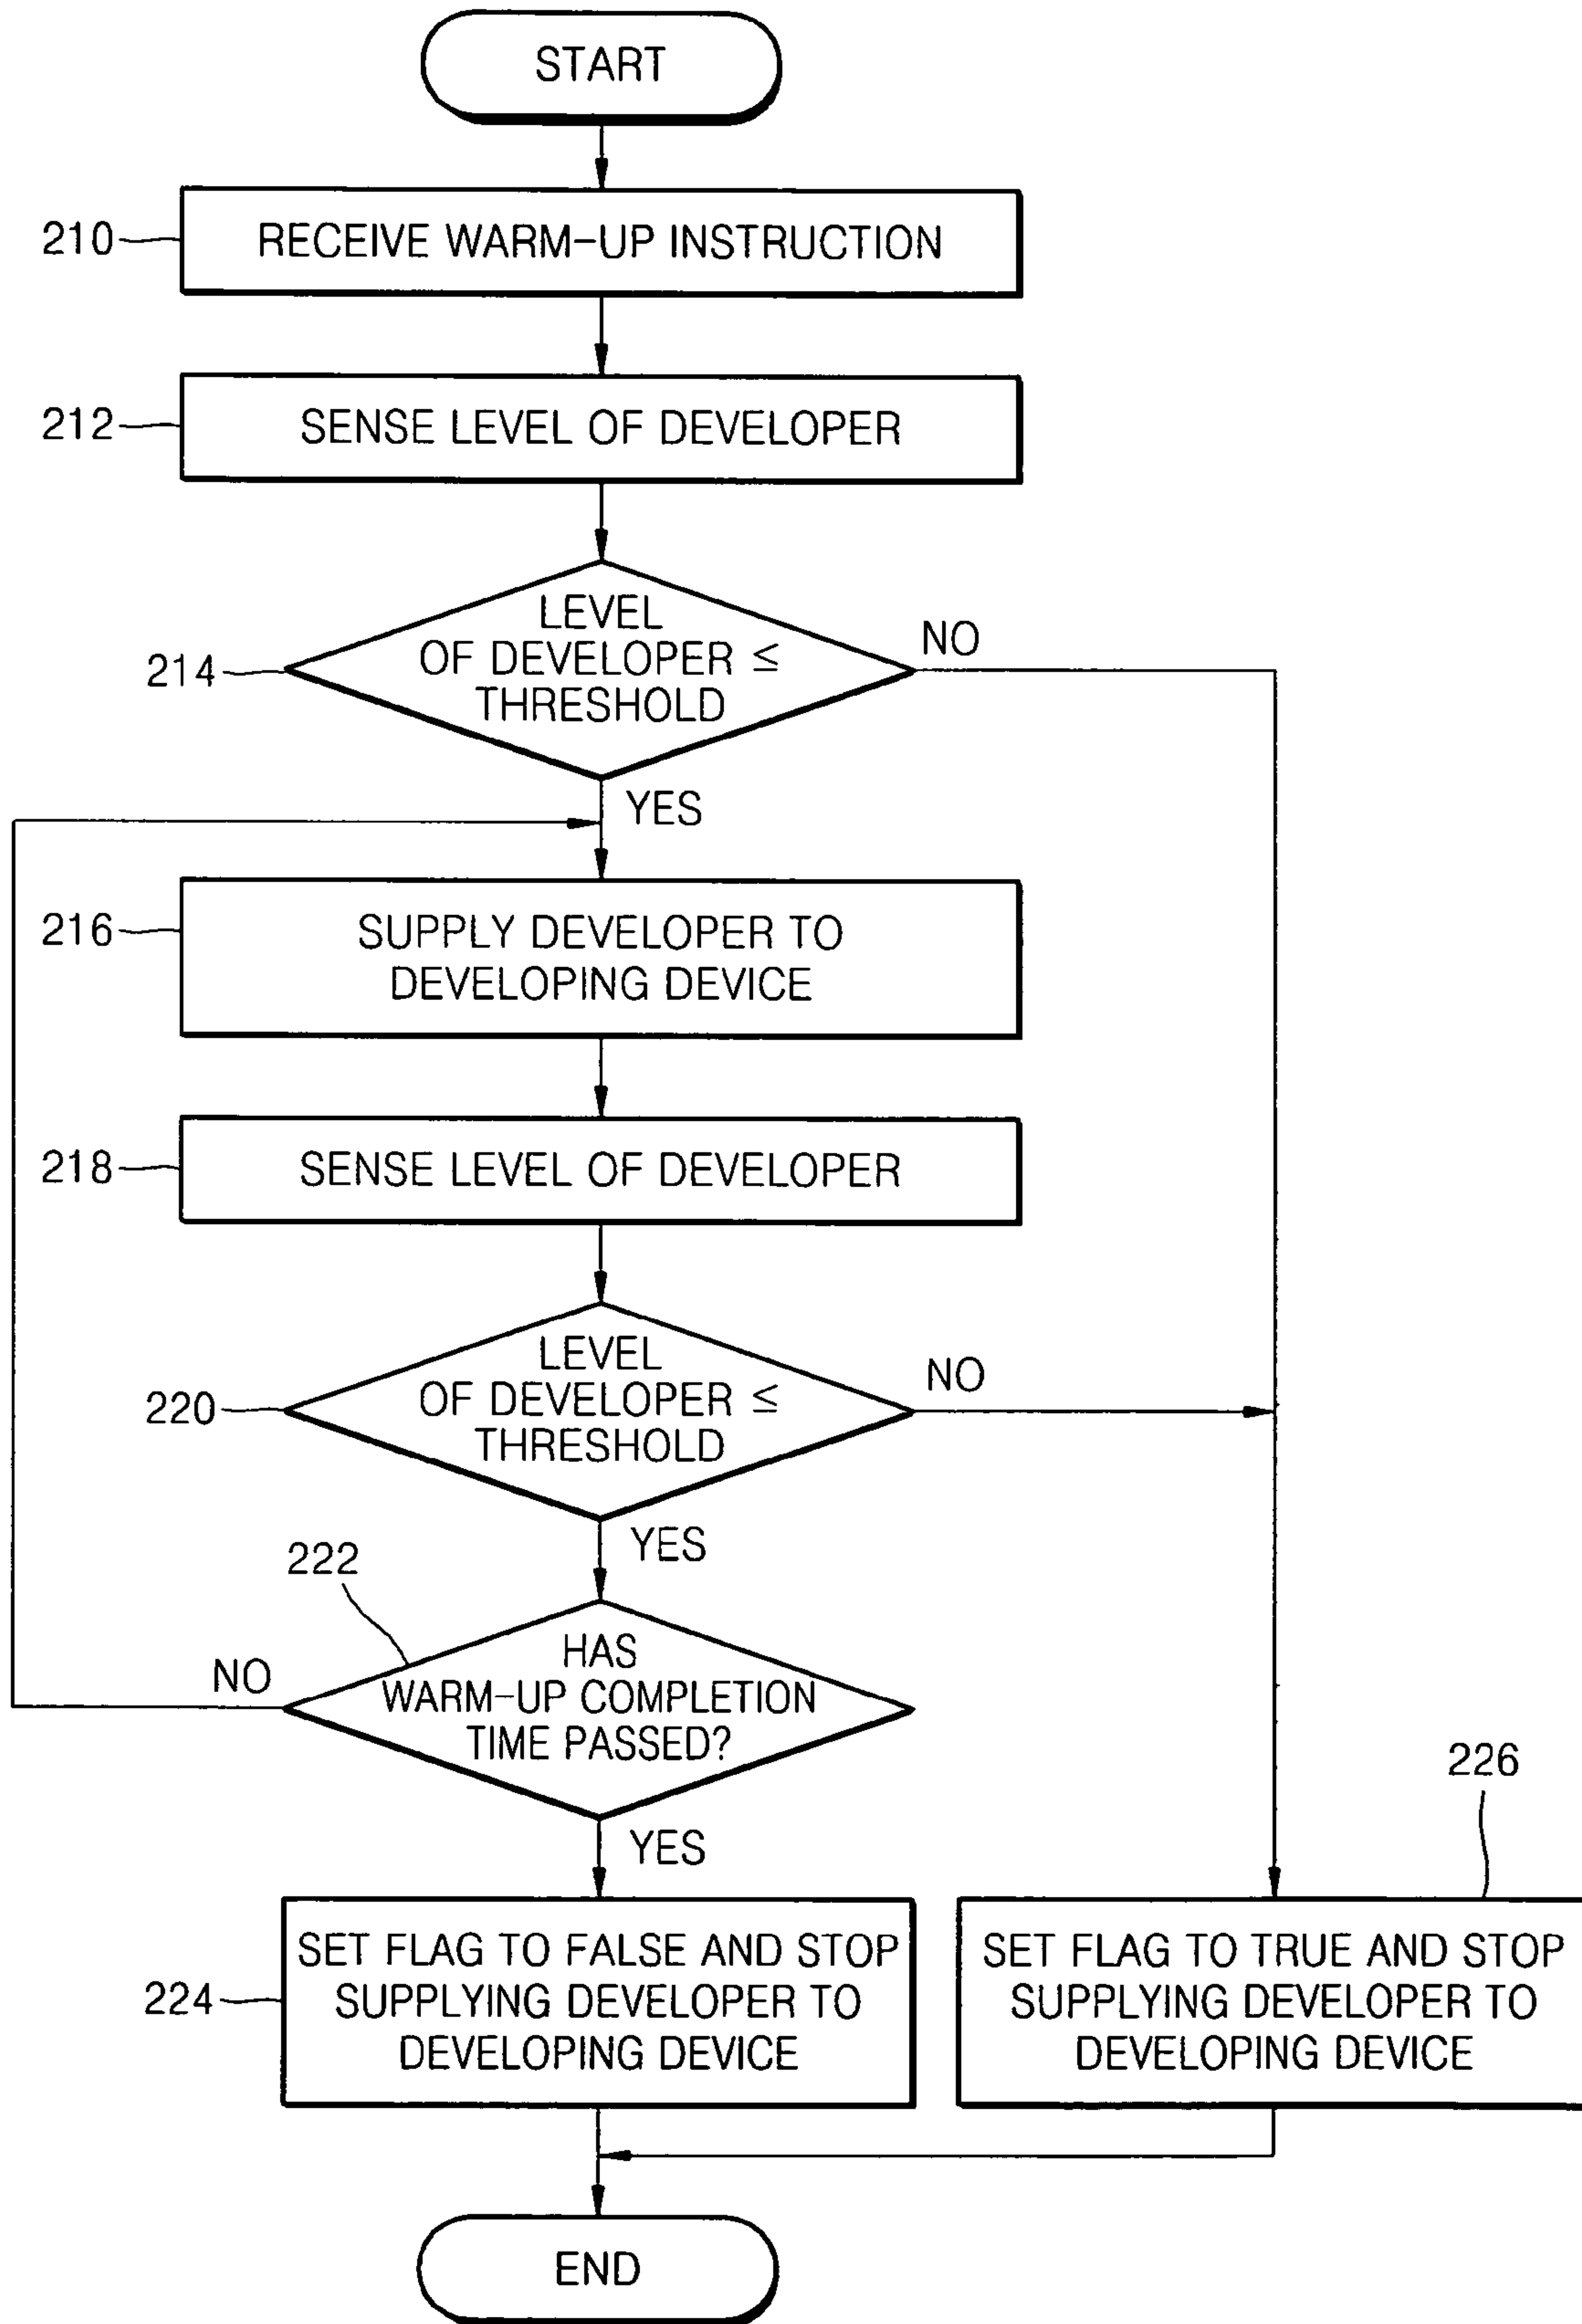 START
210
RECEIVE WARM-UP INSTRUCTION
212
SENSE LEVEL OF DEVELOPER
214
LEVEL
OF DEVELOPER ≤
THRESHOLD
NO
YES
216
SUPPLY DEVELOPER TO
DEVELOPING DEVICE
218
SENSE LEVEL OF DEVELOPER
220
LEVEL
OF DEVELOPER ≤
THRESHOLD
NO
YES
222
HAS
WARM-UP COMPLETION
TIME PASSED?
NO
YES
224
SET FLAG TO FALSE AND STOP
SUPPLYING DEVELOPER TO
DEVELOPING DEVICE
226
SET FLAG TO TRUE AND STOP
SUPPLYING DEVELOPER TO
DEVELOPING DEVICE
END